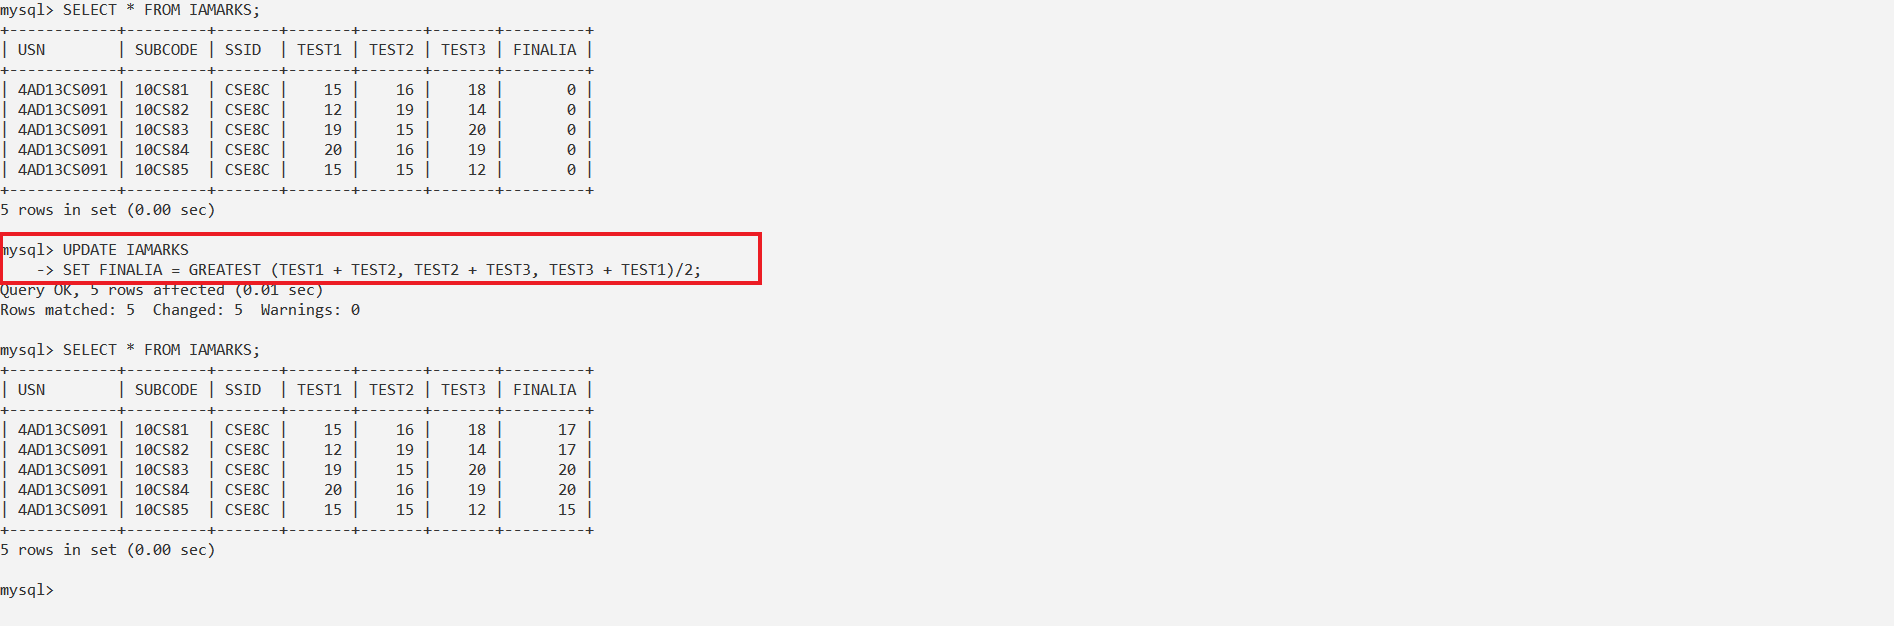 mysql> SELECT * FROM IAMARKS;
+------------+---------+-------+-------+-------+-------+---------+
| USN        | SUBCODE | SSID  | TEST1 | TEST2 | TEST3 | FINALIA |
+------------+---------+-------+-------+-------+-------+---------+
| 4AD13CS091 | 10CS81  | CSE8C |    15 |    16 |    18 |       0 |
| 4AD13CS091 | 10CS82  | CSE8C |    12 |    19 |    14 |       0 |
| 4AD13CS091 | 10CS83  | CSE8C |    19 |    15 |    20 |       0 |
| 4AD13CS091 | 10CS84  | CSE8C |    20 |    16 |    19 |       0 |
| 4AD13CS091 | 10CS85  | CSE8C |    15 |    15 |    12 |       0 |
+------------+---------+-------+-------+-------+-------+---------+
5 rows in set (0.00 sec)
mysql> UPDATE IAMARKS
    -> SET FINALIA = GREATEST (TEST1 + TEST2, TEST2 + TEST3, TEST3 + TEST1)/2;
Query OK, 5 rows affected (0.01 sec)
Rows matched: 5  Changed: 5  Warnings: 0
mysql> SELECT * FROM IAMARKS;
+------------+---------+-------+-------+-------+-------+---------+
| USN        | SUBCODE | SSID  | TEST1 | TEST2 | TEST3 | FINALIA |
+------------+---------+-------+-------+-------+-------+---------+
| 4AD13CS091 | 10CS81  | CSE8C |    15 |    16 |    18 |      17 |
| 4AD13CS091 | 10CS82  | CSE8C |    12 |    19 |    14 |      17 |
| 4AD13CS091 | 10CS83  | CSE8C |    19 |    15 |    20 |      20 |
| 4AD13CS091 | 10CS84  | CSE8C |    20 |    16 |    19 |      20 |
| 4AD13CS091 | 10CS85  | CSE8C |    15 |    15 |    12 |      15 |
+------------+---------+-------+-------+-------+-------+---------+
5 rows in set (0.00 sec)
mysql>